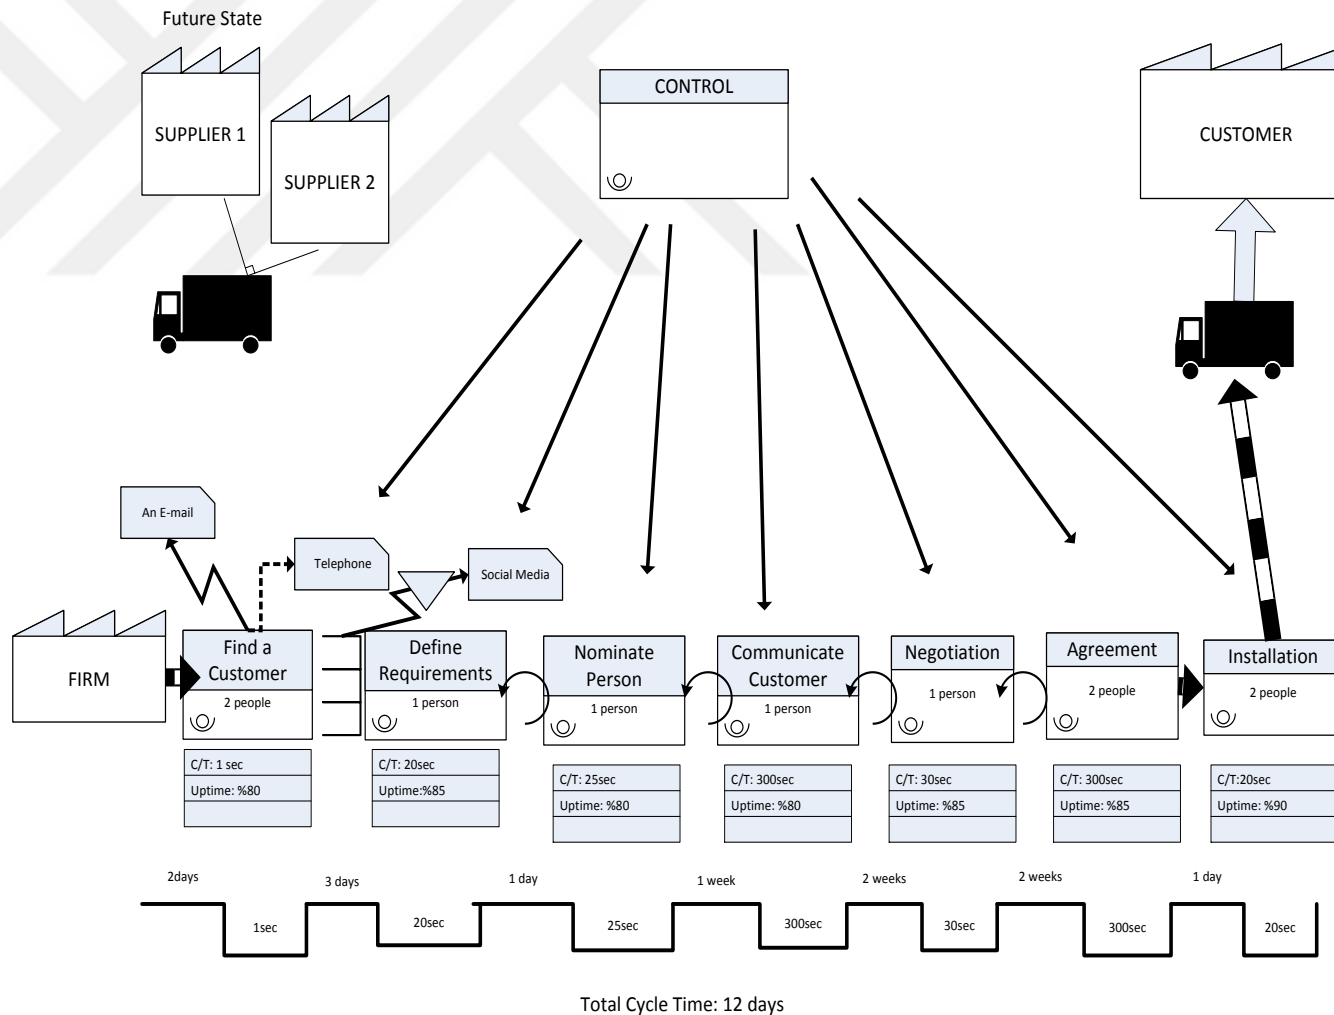 Future State
SUPPLIER 1
SUPPLIER 2
CONTROL
CUSTOMER
An E-mail
Telephone
Social Media
FIRM
Find a
Customer
2 people
Define
Requirements
1 person
Nominate
Person
1 person
Communicate
Customer
1 person
Negotiation
1 person
Agreement
2 people
Installation
2 people
C/T: 1 sec
Uptime: %80
C/T: 20sec
Uptime:%85
C/T: 25sec
Uptime: %80
C/T: 300sec
Uptime: %80
C/T: 30sec
Uptime: %85
C/T: 300sec
Uptime: %85
C/T:20sec
Uptime: %90
2days
3 days
1 day
1 week
2 weeks
2 weeks
1 day
1sec
20sec
25sec
300sec
30sec
300sec
20sec
Total Cycle Time: 12 days